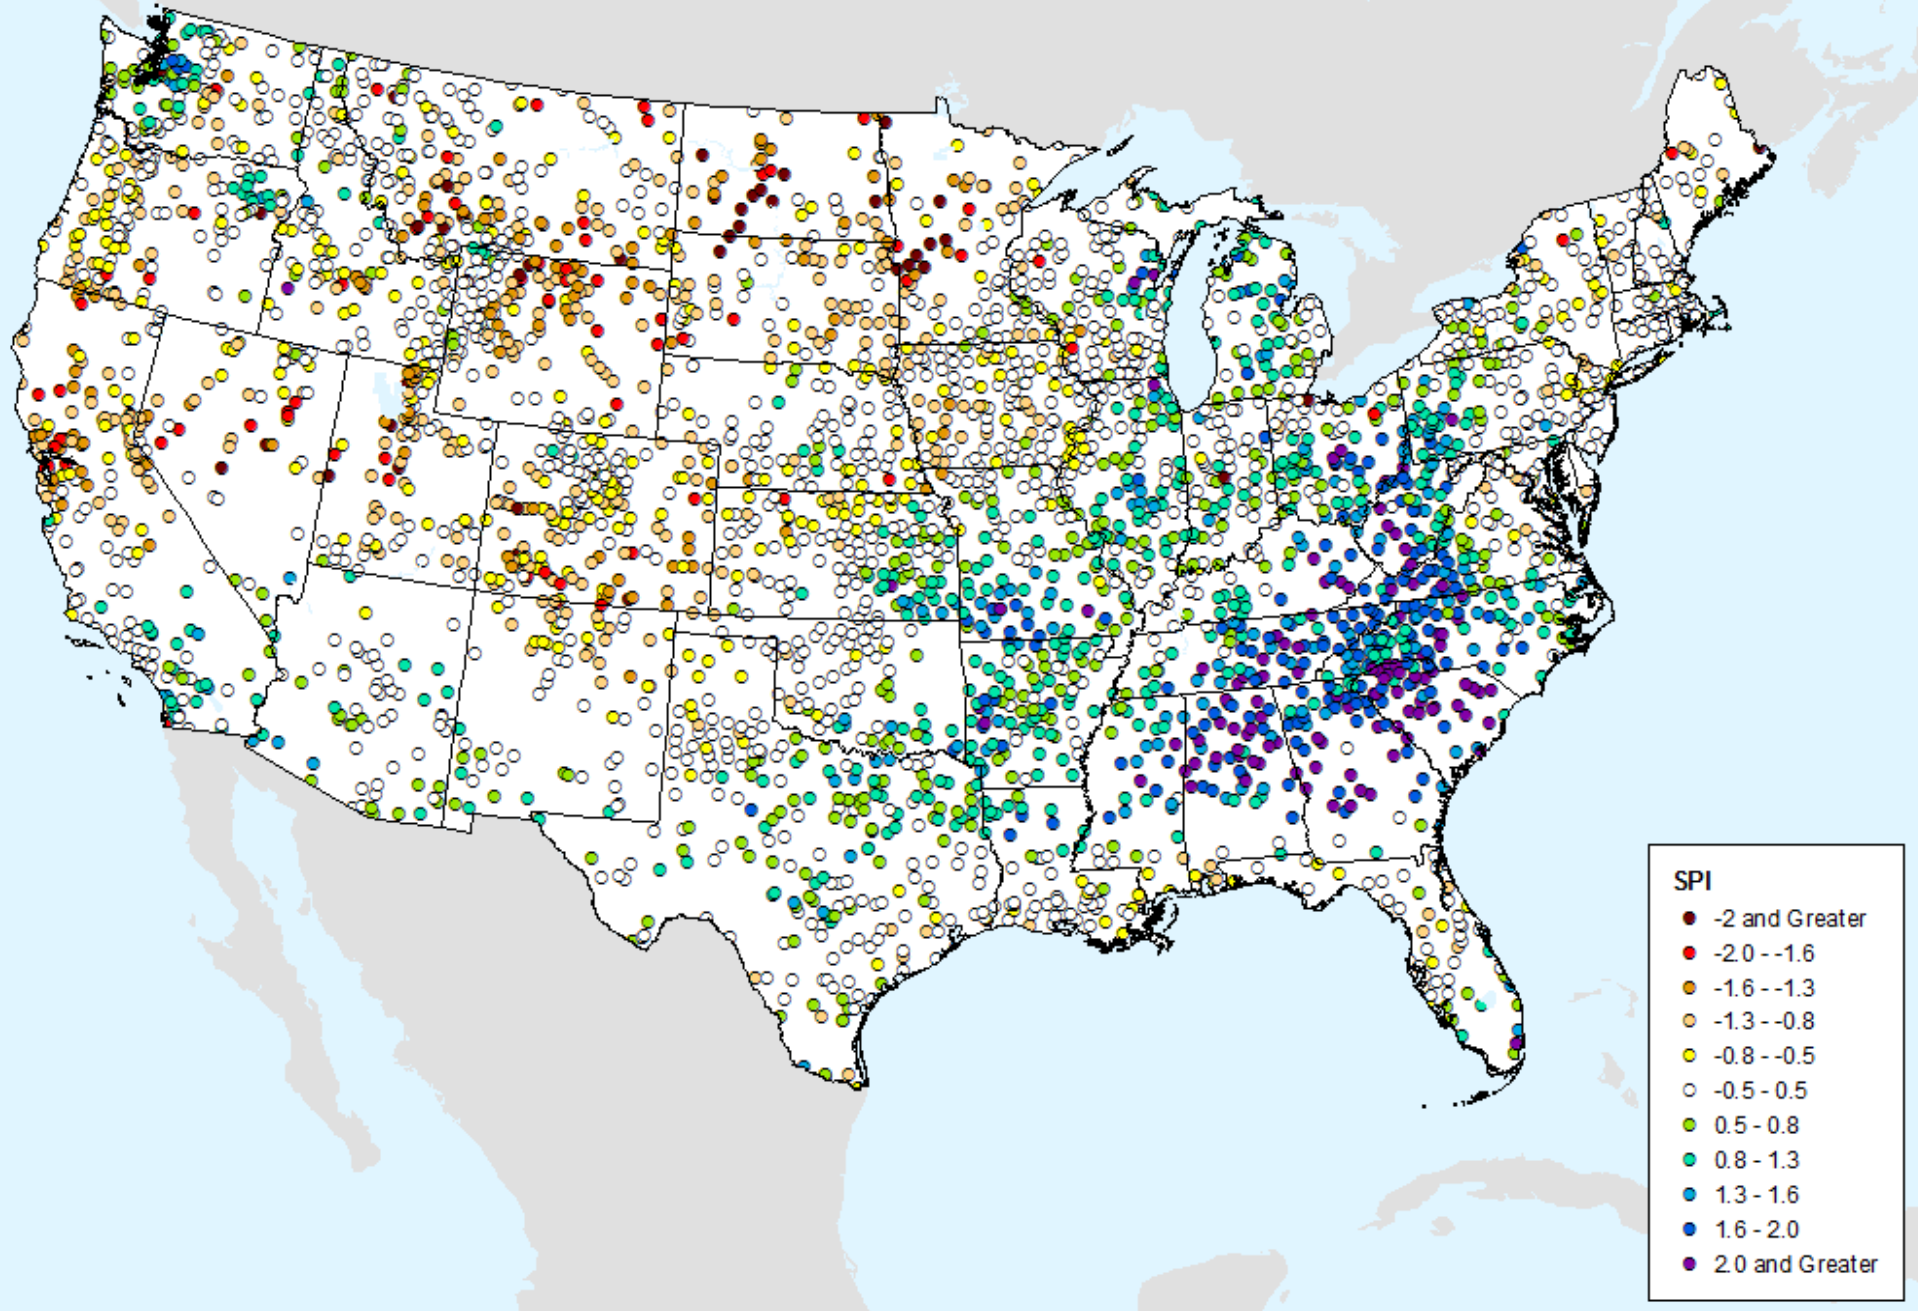 SPI
-2 and Greater
-2.0 - -1.6
-1.6 - -1.3
-1.3 - -0.8
-0.8 - -0.5
-0.5 - 0.5
0.5 - 0.8
0.8 - 1.3
1.3 - 1.6
1.6 - 2.0
2.0 and Greater